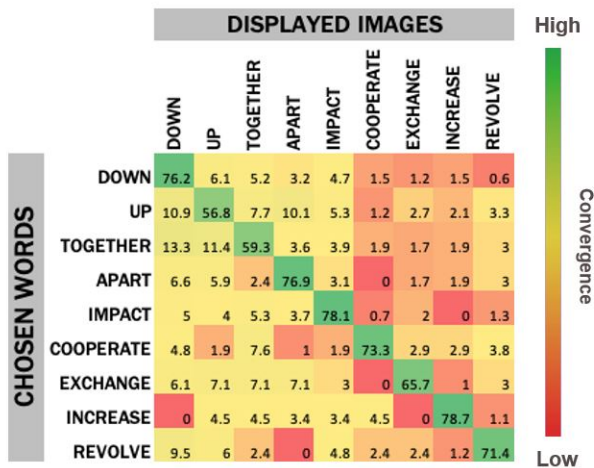 DISPLAYED IMAGES
High
DOWN UP TOGETHER APART IMPACT COOPERATE EXCHANGE INCREASE REVOLVE
CHOSEN WORDS
DOWN 76.2 6.1 5.2 3.2 4.7 1.5 1.2 1.5 0.6
UP 10.9 56.8 7.7 10.1 5.3 1.2 2.7 2.1 3.3
TOGETHER 13.3 11.4 59.3 3.6 3.9 1.9 1.7 1.9 3
APART 6.6 5.9 2.4 76.9 3.1 0 1.7 1.9 3
IMPACT 5 4 5.3 3.7 78.1 0.7 2 0 1.3
COOPERATE 4.8 1.9 7.6 1 1.9 73.3 2.9 2.9 3.8
EXCHANGE 6.1 7.1 7.1 7.1 3 0 65.7 1 3
INCREASE 0 4.5 4.5 3.4 3.4 4.5 0 78.7 1.1
REVOLVE 9.5 6 2.4 0 4.8 2.4 2.4 1.2 71.4
Convergence
Low